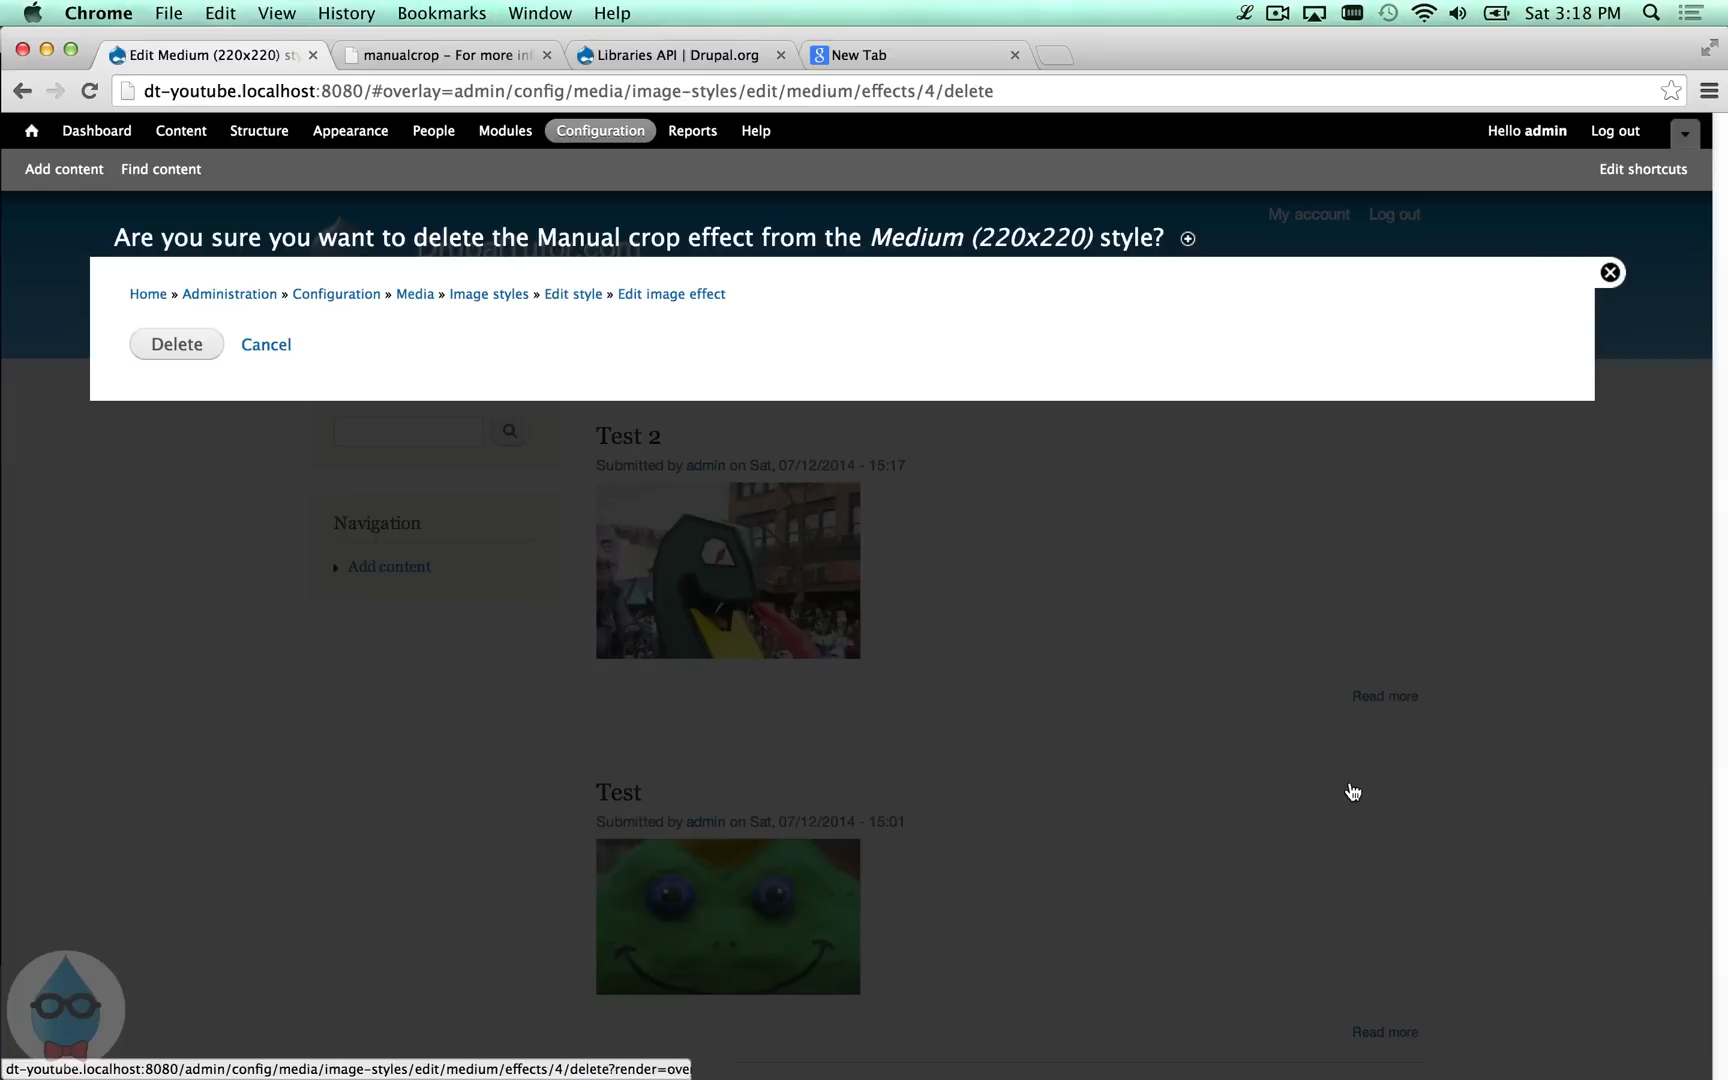 Chrome File Edit View History Bookmarks Window Help Sat 3:18 PM
Edit Medium (220x220) st manualcrop – For more inf Libraries API | Drupal.org New Tab
dt-youtube.localhost:8080/#overlay=admin/config/media/image-styles/edit/medium/effects/4/delete
Dashboard Content Structure Appearance People Modules Configuration Reports Help Hello admin Log out
Add content Find content Edit shortcuts
My account Log out
Are you sure you want to delete the Manual crop effect from the Medium (220x220) style?
Home » Administration » Configuration » Media » Image styles » Edit style » Edit image effect
Delete Cancel
Test 2
Submitted by admin on Sat, 07/12/2014 - 15:17
Navigation
Add content
Read more
Test
Submitted by admin on Sat, 07/12/2014 - 15:01
Read more
dt-youtube.localhost:8080/admin/config/media/image-styles/edit/medium/effects/4/delete?render=ove